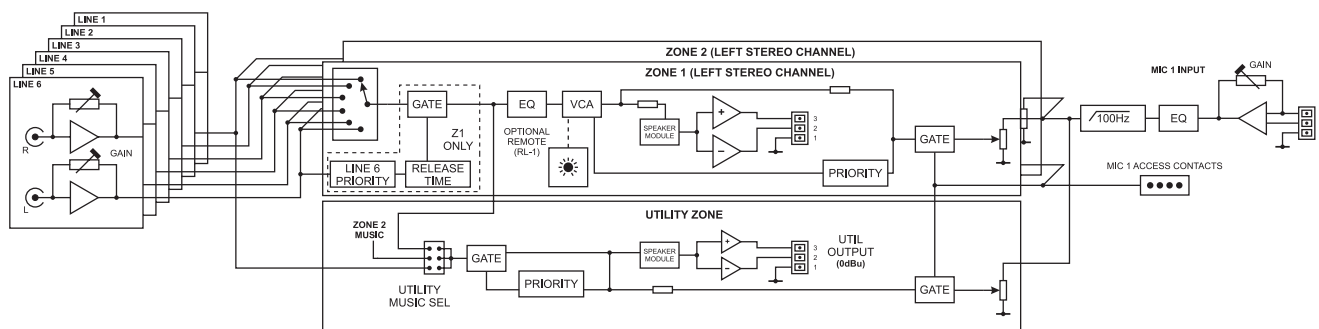 LINE 1
LINE 2
LINE 3
LINE 4
LINE 5
LINE 6
R
GAIN
L
ZONE 2 (LEFT STEREO CHANNEL)
ZONE 1 (LEFT STEREO CHANNEL)
GATE
Z1
ONLY
LINE 6
PRIORITY
RELEASE
TIME
EQ
OPTIONAL
REMOTE
(RL-1)
VCA
SPEAKER
MODULE
+
−
3
2
1
PRIORITY
GATE
MIC 1 INPUT
GAIN
100Hz
EQ
MIC 1 ACCESS CONTACTS
UTILITY ZONE
ZONE 2
MUSIC
UTILITY
MUSIC SEL
GATE
PRIORITY
SPEAKER
MODULE
+
−
3
2
1
UTIL
OUTPUT
(0dBu)
GATE